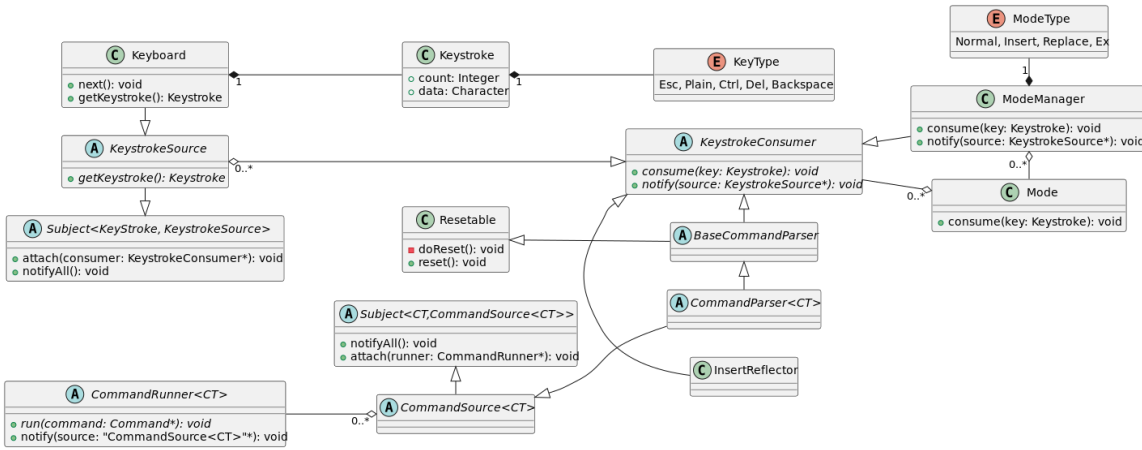 C Keyboard
next(): void
getKeystroke(): Keystroke
1
C Keystroke
count: Integer
data: Character
1
E KeyType
Esc, Plain, Ctrl, Del, Backspace
E ModeType
Normal, Insert, Replace, Ex
1
C ModeManager
consume(key: Keystroke): void
notify(source: KeystrokeSource*): void
0..*
C Mode
consume(key: Keystroke): void
0..*
A KeystrokeSource
getKeystroke(): Keystroke
0..*
A KeystrokeConsumer
consume(key: Keystroke): void
notify(source: KeystrokeSource*): void
A Subject<KeyStroke, KeystrokeSource>
attach(consumer: KeystrokeConsumer*): void
notifyAll(): void
C Resetable
doReset(): void
reset(): void
A BaseCommandParser
A CommandParser<CT>
A Subject<CT,CommandSource<CT>>
notifyAll(): void
attach(runner: CommandRunner*): void
C InsertReflector
A CommandRunner<CT>
run(command: Command*): void
notify(source: "CommandSource<CT>"*): void
0..*
A CommandSource<CT>